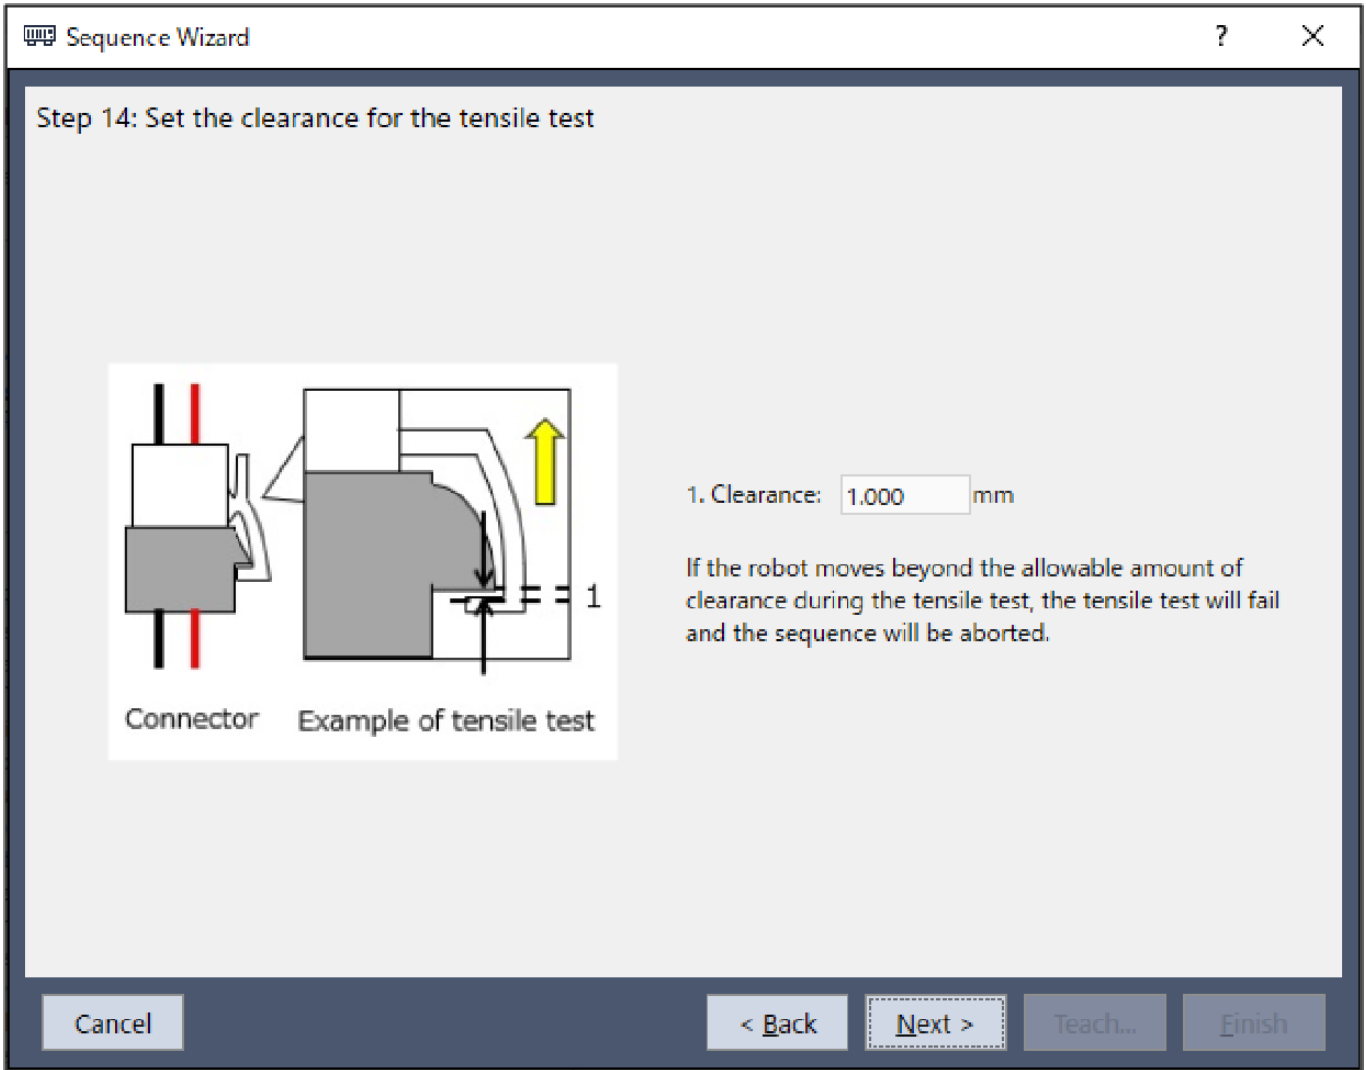 Sequence Wizard
?
Step 14: Set the clearance for the tensile test
1
Connector
Example of tensile test
1. Clearance: 1.000 mm
If the robot moves beyond the allowable amount of
clearance during the tensile test, the tensile test will fail
and the sequence will be aborted.
Cancel
< Back
Next >
Teach...
Finish